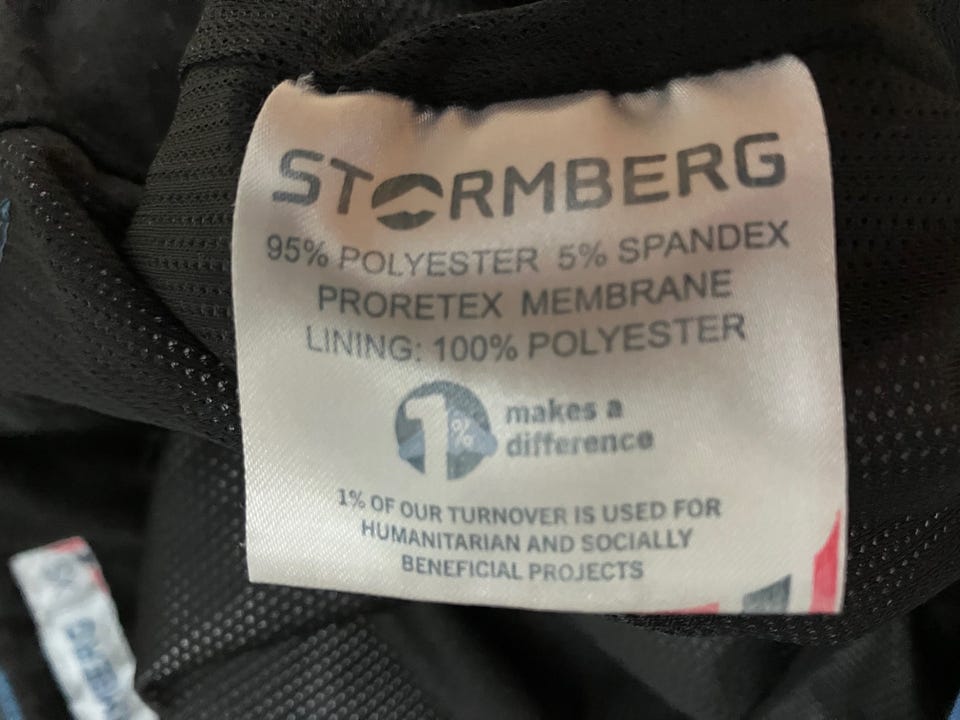 STORMBERG
95% POLYESTER 5% SPANDEX
PRORETEX MEMBRANE
LINING: 100% POLYESTER
1% makes a
difference
1% OF OUR TURNOVER IS USED FOR
HUMANITARIAN AND SOCIALLY
BENEFICIAL PROJECTS